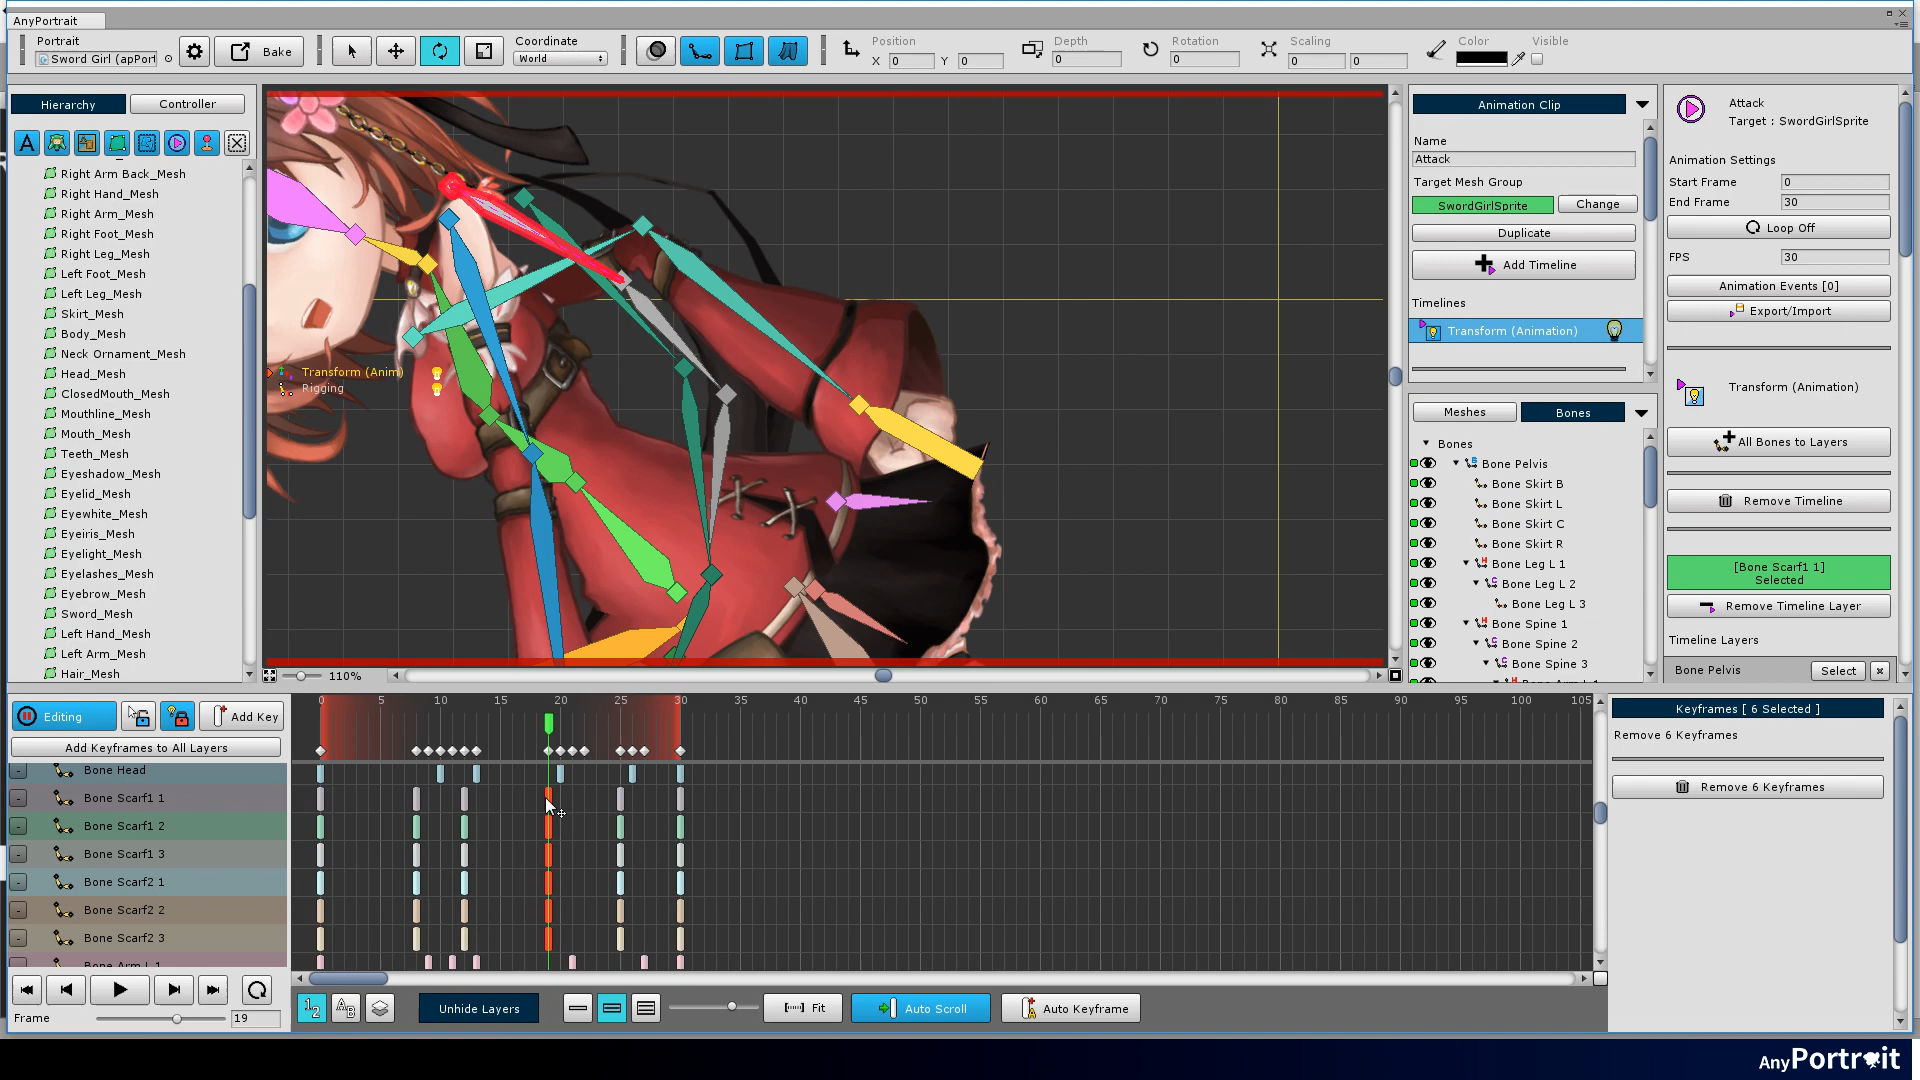 AnyPortrait
Portrait
Sword Girl (apPort
Bake
Coordinate
World
Position
X 0
Y 0
Depth
0
Rotation
0
Scaling
0
0
Color
Visible
Hierarchy
Controller
Right Arm Back_Mesh
Right Hand_Mesh
Right Arm_Mesh
Right Foot_Mesh
Right Leg_Mesh
Left Foot_Mesh
Left Leg_Mesh
Skirt_Mesh
Body_Mesh
Neck Ornament_Mesh
Head_Mesh
ClosedMouth_Mesh
Mouthline_Mesh
Mouth_Mesh
Teeth_Mesh
Eyeshadow_Mesh
Eyelid_Mesh
Eyewhite_Mesh
Eyeiris_Mesh
Eyelight_Mesh
Eyelashes_Mesh
Eyebrow_Mesh
Sword_Mesh
Left Hand_Mesh
Left Arm_Mesh
Hair_Mesh
Transform (Anim)
Rigging
110%
Animation Clip
Name
Attack
Target Mesh Group
SwordGirlSprite
Change
Duplicate
Add Timeline
Timelines
Transform (Animation)
Meshes
Bones
Bones
Bone Pelvis
Bone Skirt B
Bone Skirt L
Bone Skirt C
Bone Skirt R
Bone Leg L 1
Bone Leg L 2
Bone Leg L 3
Bone Spine 1
Bone Spine 2
Bone Spine 3
Attack
Target : SwordGirlSprite
Animation Settings
Start Frame 0
End Frame 30
Loop Off
FPS 30
Animation Events [0]
Export/Import
Transform (Animation)
All Bones to Layers
Remove Timeline
[Bone Scarf1 1]
Selected
Remove Timeline Layer
Timeline Layers
Bone Pelvis
Select
Editing
Add Key
Add Keyframes to All Layers
0 5 10 15 20 25 30 35 40 45 50 55 60 65 70 75 80 85 90 95 100 105
Bone Head
Bone Scarf1 1
Bone Scarf1 2
Bone Scarf1 3
Bone Scarf2 1
Bone Scarf2 2
Bone Scarf2 3
Bone Arm L 1
Frame
19
Unhide Layers
Fit
Auto Scroll
Auto Keyframe
Keyframes [ 6 Selected ]
Remove 6 Keyframes
Remove 6 Keyframes
AnyPortrait